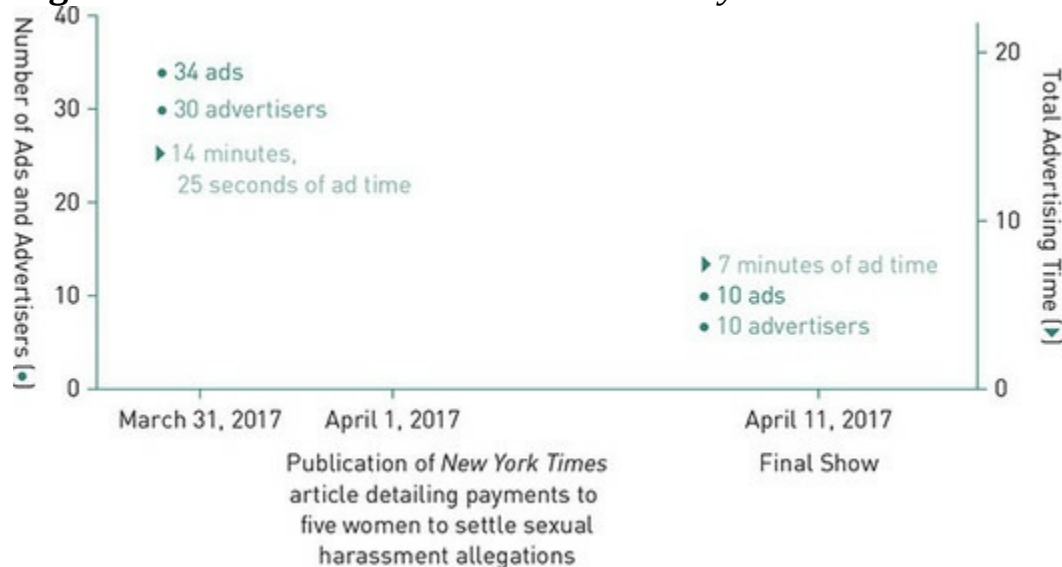 40
30
20
10
0
Number of Ads and Advertisers (•)
• 34 ads
• 30 advertisers
▶ 14 minutes,
25 seconds of ad time
▶ 7 minutes of ad time
• 10 ads
• 10 advertisers
20
10
0
Total Advertising Time (▶)
March 31, 2017
April 1, 2017
Publication of New York Times
article detailing payments to
five women to settle sexual
harassment allegations
April 11, 2017
Final Show